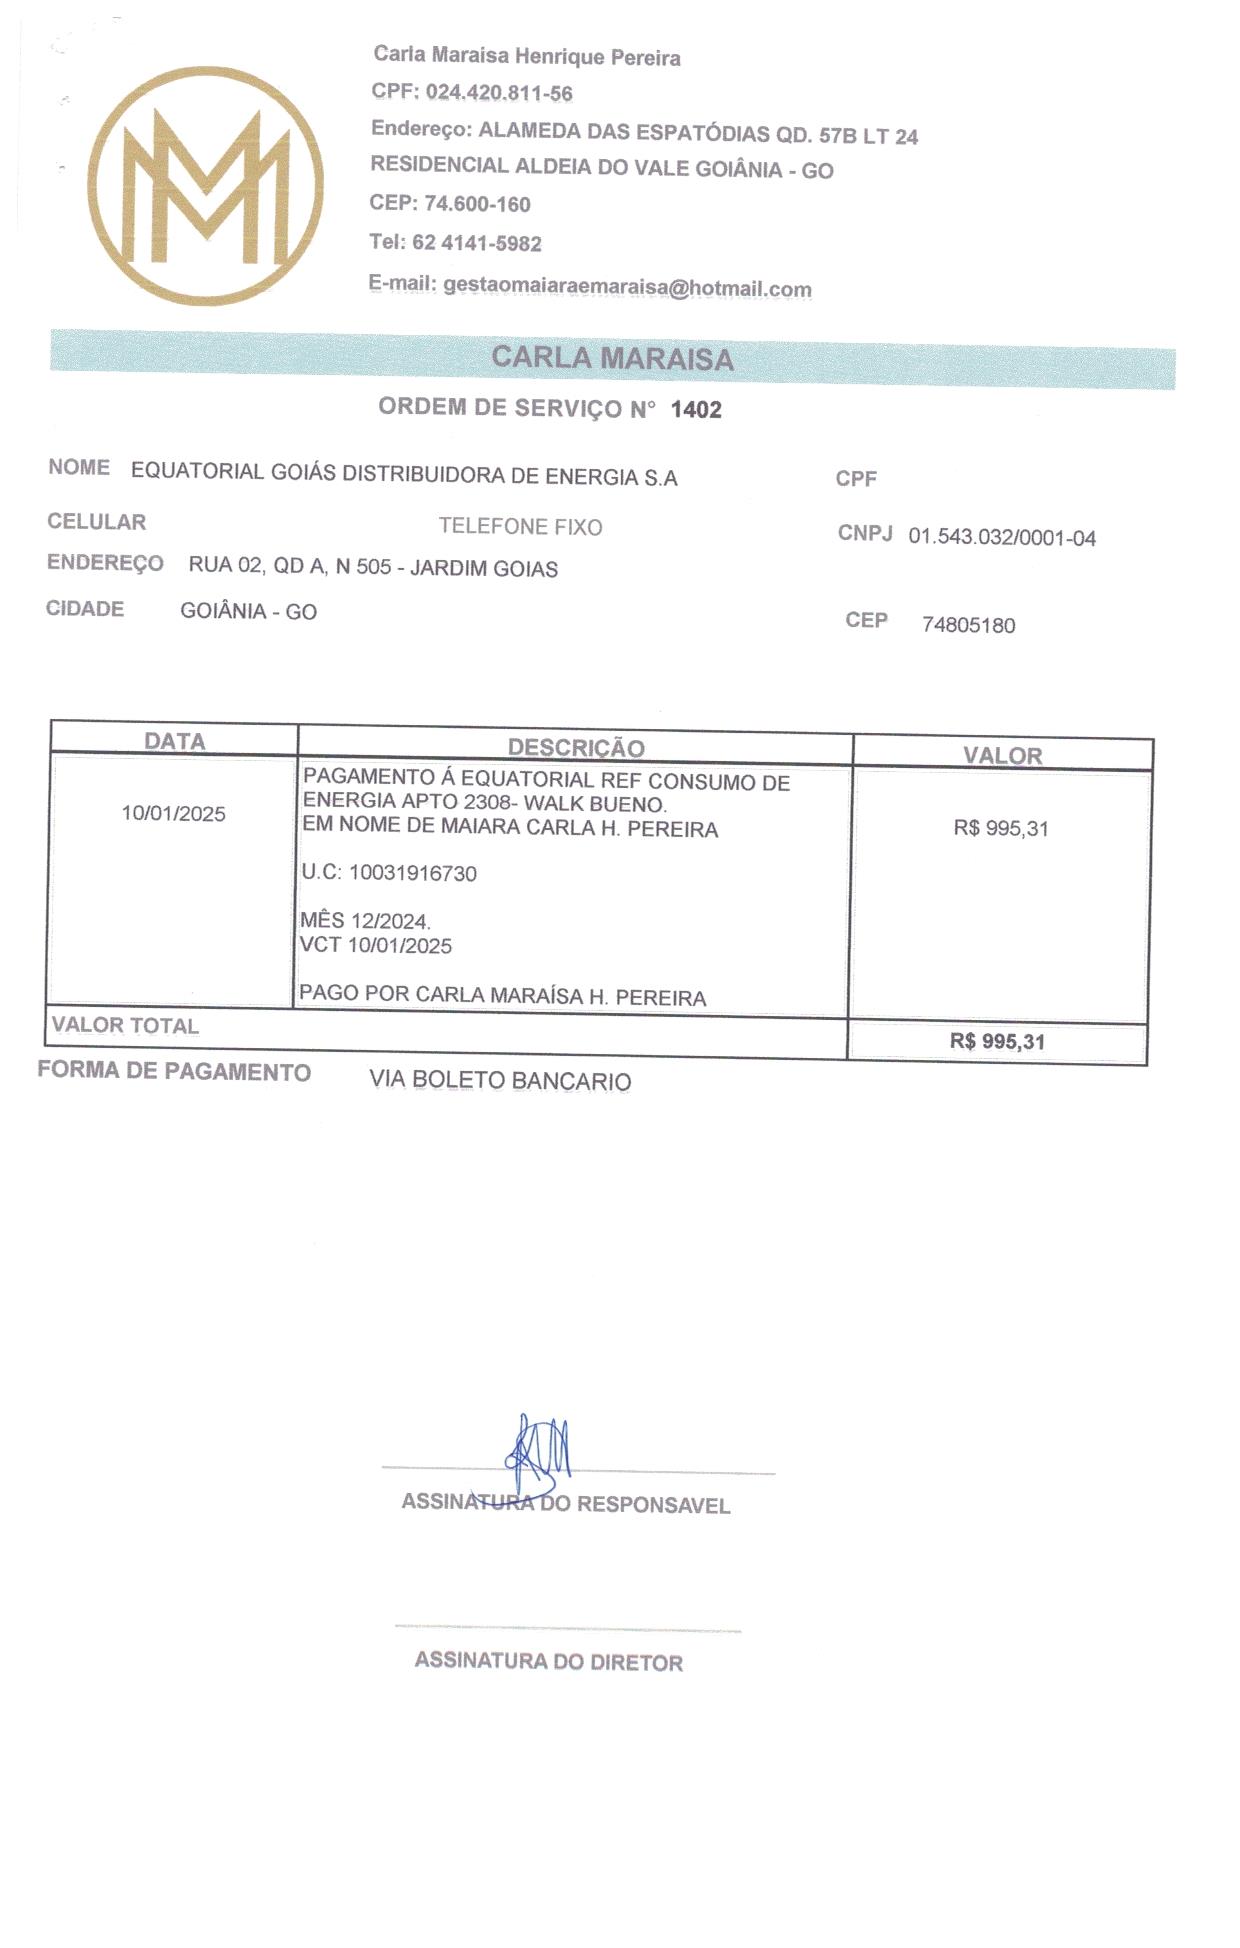 Carla Maraisa Henrique Pereira
CPF: 024.420.811-56
Endereço: ALAMEDA DAS ESPATÓDIAS QD. 57B LT 24
RESIDENCIAL ALDEIA DO VALE GOIÂNIA - GO
CEP: 74.600-160
Tel: 62 4141-5982
E-mail: gestaomaiaraemaraisa@hotmail.com
CARLA MARAISA
ORDEM DE SERVIÇO N° 1402
NOME EQUATORIAL GOIÁS DISTRIBUIDORA DE ENERGIA S.A CPF
CELULAR TELEFONE FIXO CNPJ 01.543.032/0001-04
ENDEREÇO RUA 02, QD A, N 505 - JARDIM GOIAS
CIDADE GOIÂNIA - GO CEP 74805180
DATA DESCRIÇÃO VALOR
PAGAMENTO Á EQUATORIAL REF CONSUMO DE
ENERGIA APTO 2308- WALK BUENO.
10/01/2025 EM NOME DE MAIARA CARLA H. PEREIRA R$ 995,31
U.C: 10031916730
MÊS 12/2024.
VCT 10/01/2025
PAGO POR CARLA MARAÍSA H. PEREIRA
VALOR TOTAL R$ 995,31
FORMA DE PAGAMENTO VIA BOLETO BANCARIO
ASSINATURA DO RESPONSAVEL
ASSINATURA DO DIRETOR